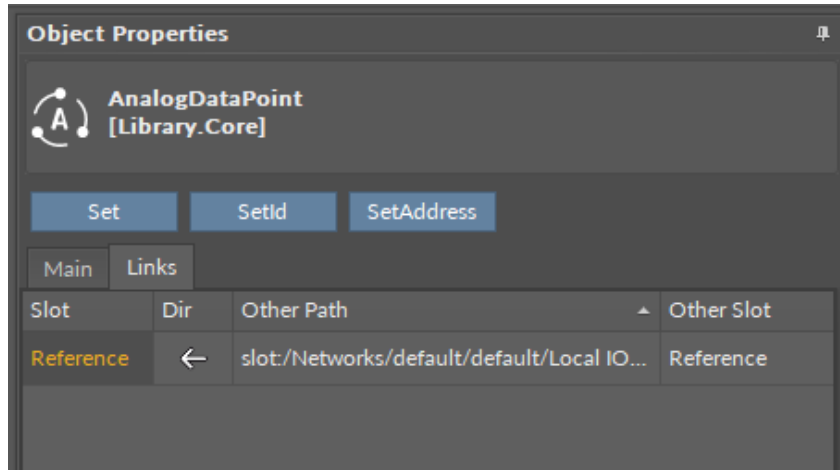 Object Properties
A
AnalogDataPoint
[Library.Core]
Set SetId SetAddress
Main Links
Slot Dir Other Path Other Slot
Reference slot:/Networks/default/default/Local IO... Reference